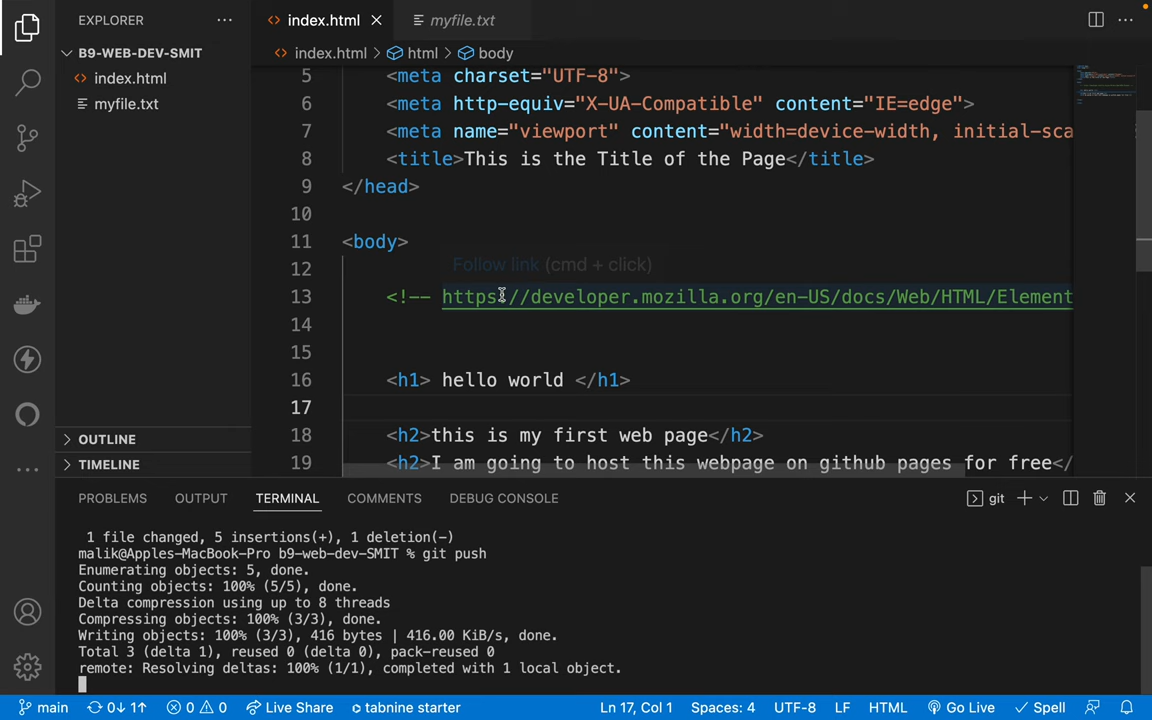 EXPLORER
B9-WEB-DEV-SMIT
index.html
myfile.txt
OUTLINE
TIMELINE
index.html
myfile.txt
index.html > html > body
5 <meta charset="UTF-8">
6 <meta http-equiv="X-UA-Compatible" content="IE=edge">
7 <meta name="viewport" content="width=device-width, initial-sca
8 <title>This is the Title of the Page</title>
9 </head>
10
11 <body>
12
Follow link (cmd + click)
13 <!-- https://developer.mozilla.org/en-US/docs/Web/HTML/Element
14
15
16 <h1> hello world </h1>
17
18 <h2>this is my first web page</h2>
19 <h2>I am going to host this webpage on github pages for free</
PROBLEMS OUTPUT TERMINAL COMMENTS DEBUG CONSOLE git
1 file changed, 5 insertions(+), 1 deletion(-)
malik@Apples-MacBook-Pro b9-web-dev-SMIT % git push
Enumerating objects: 5, done.
Counting objects: 100% (5/5), done.
Delta compression using up to 8 threads
Compressing objects: 100% (3/3), done.
Writing objects: 100% (3/3), 416 bytes | 416.00 KiB/s, done.
Total 3 (delta 1), reused 0 (delta 0), pack-reused 0
remote: Resolving deltas: 100% (1/1), completed with 1 local object.
main 0↓ 1↑ 0 0 Live Share tabnine starter Ln 17, Col 1 Spaces: 4 UTF-8 LF HTML Go Live Spell